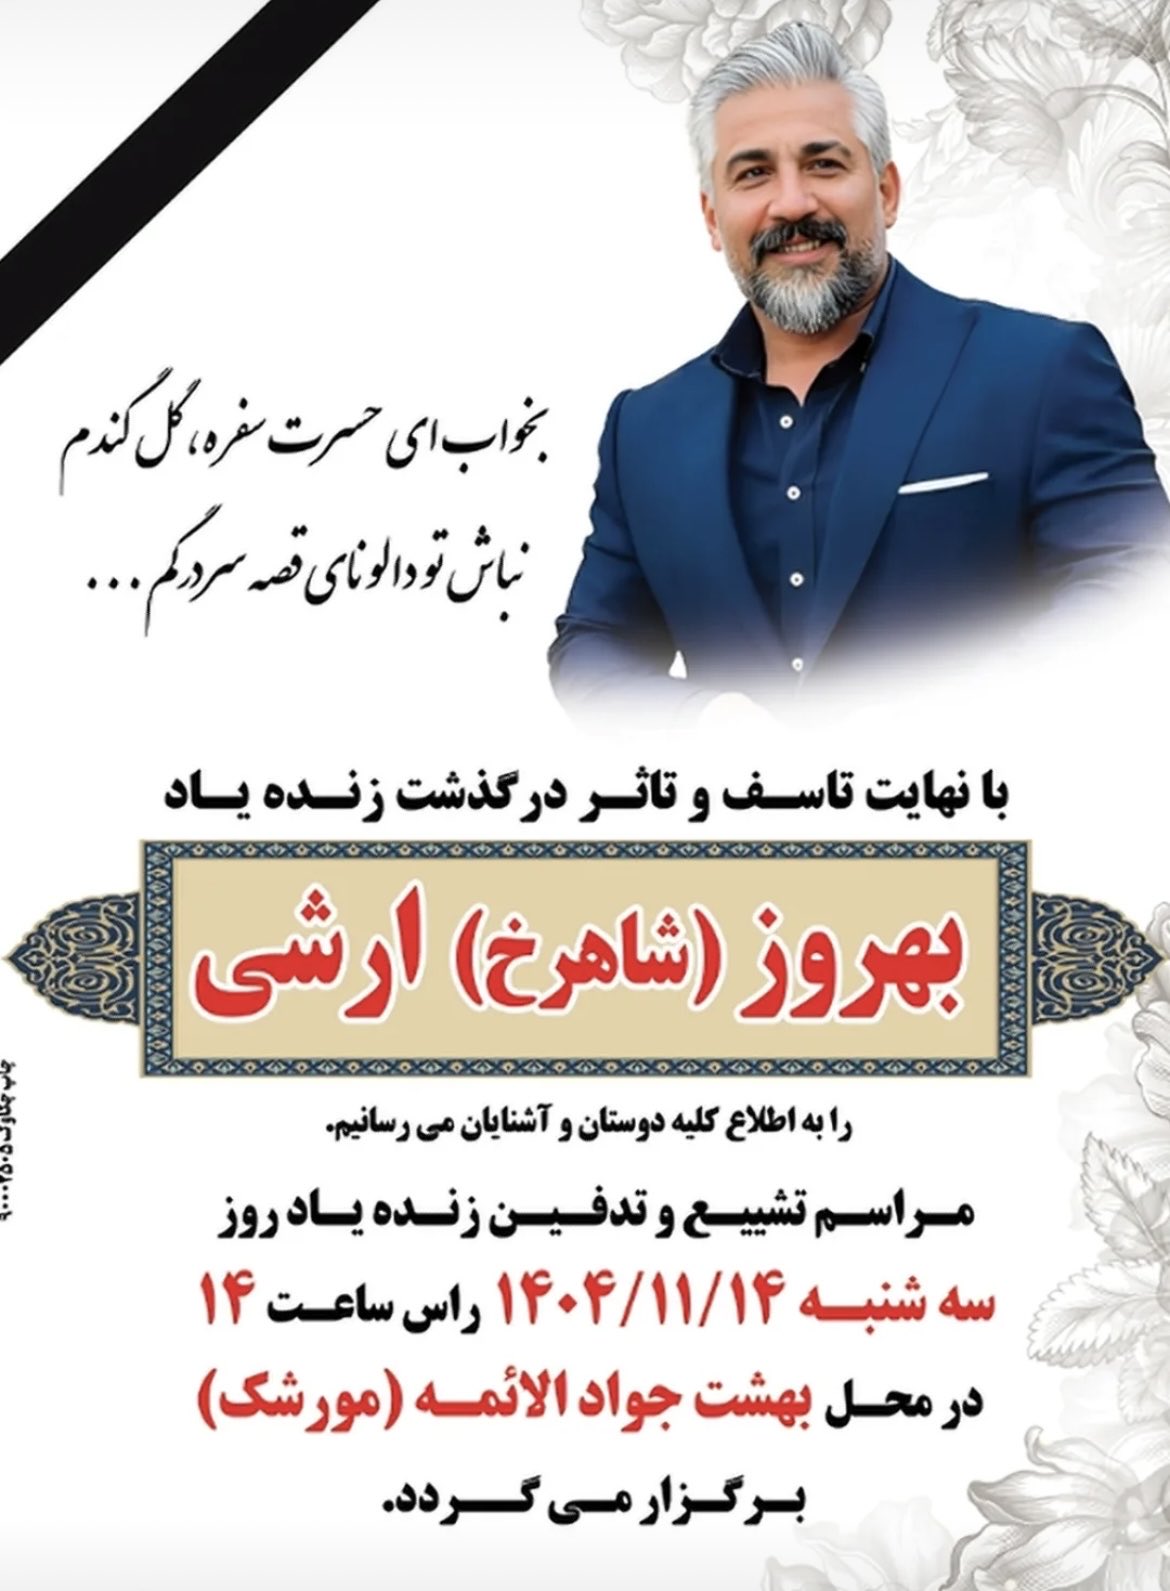 بخواب ای حسرت سفره، گل گندم
نباش تو دالونای قصه سردرگم ...
با نهایت تاسف و تاثر درگذشت زنده یاد
بهروز (شاهرخ) ارشی
را به اطلاع کلیه دوستان و آشنایان می رسانیم.
مراسم تشییع و تدفین زنده یاد روز
سه شنبه ۱۴۰۴/۱۱/۱۴ راس ساعت ۱۴
در محل بهشت جواد الائمه (مورشک)
برگزار می گردد.
چاپ چکاوک